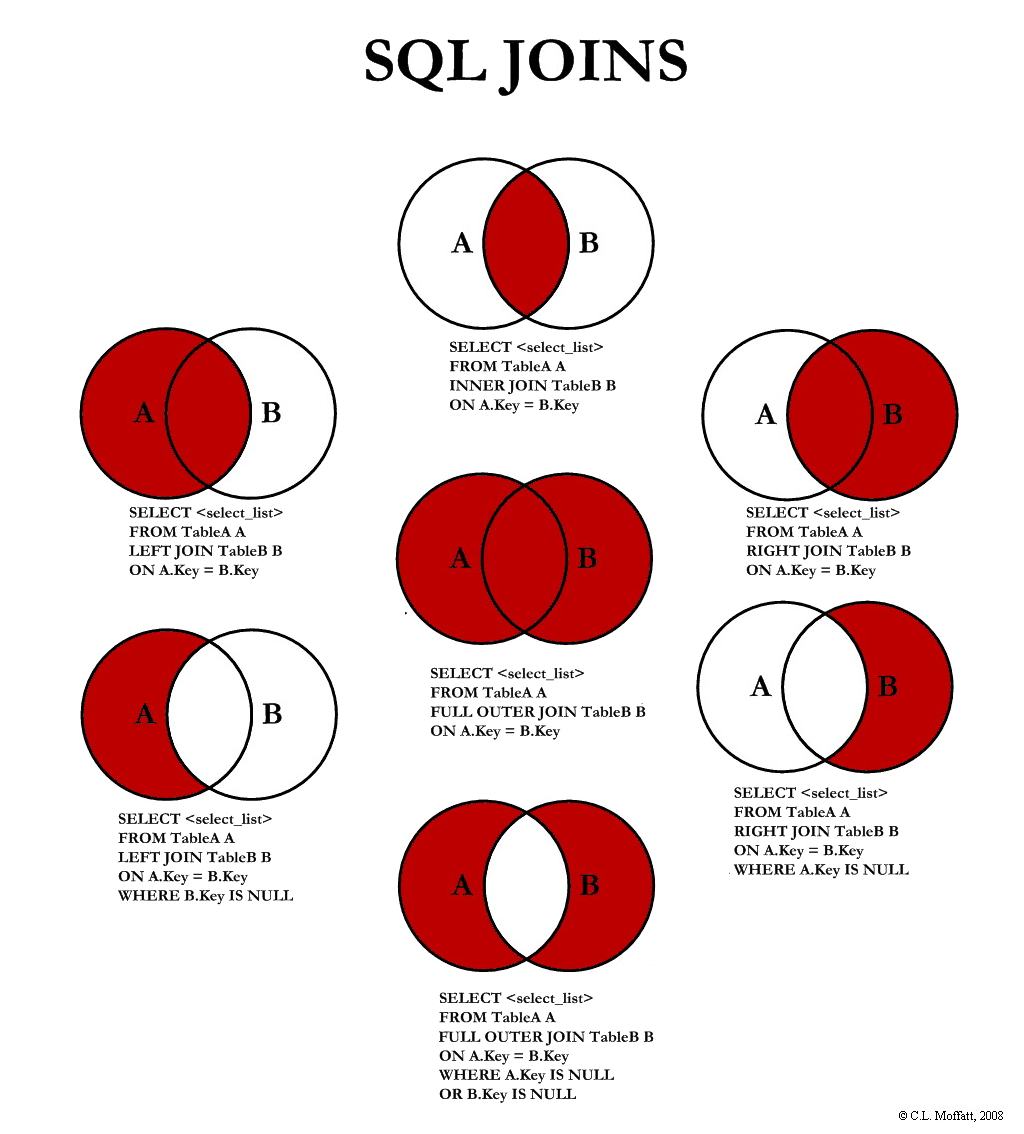 SQL JOINS
A B
SELECT <select_list>
FROM TableA A
INNER JOIN TableB B
ON A.Key = B.Key
A B
SELECT <select_list>
FROM TableA A
LEFT JOIN TableB B
ON A.Key = B.Key
A B
SELECT <select_list>
FROM TableA A
RIGHT JOIN TableB B
ON A.Key = B.Key
A B
SELECT <select_list>
FROM TableA A
FULL OUTER JOIN TableB B
ON A.Key = B.Key
A B
SELECT <select_list>
FROM TableA A
LEFT JOIN TableB B
ON A.Key = B.Key
WHERE B.Key IS NULL
A B
SELECT <select_list>
FROM TableA A
RIGHT JOIN TableB B
ON A.Key = B.Key
WHERE A.Key IS NULL
A B
SELECT <select_list>
FROM TableA A
FULL OUTER JOIN TableB B
ON A.Key = B.Key
WHERE A.Key IS NULL
OR B.Key IS NULL
© C.L. Moffatt, 2008